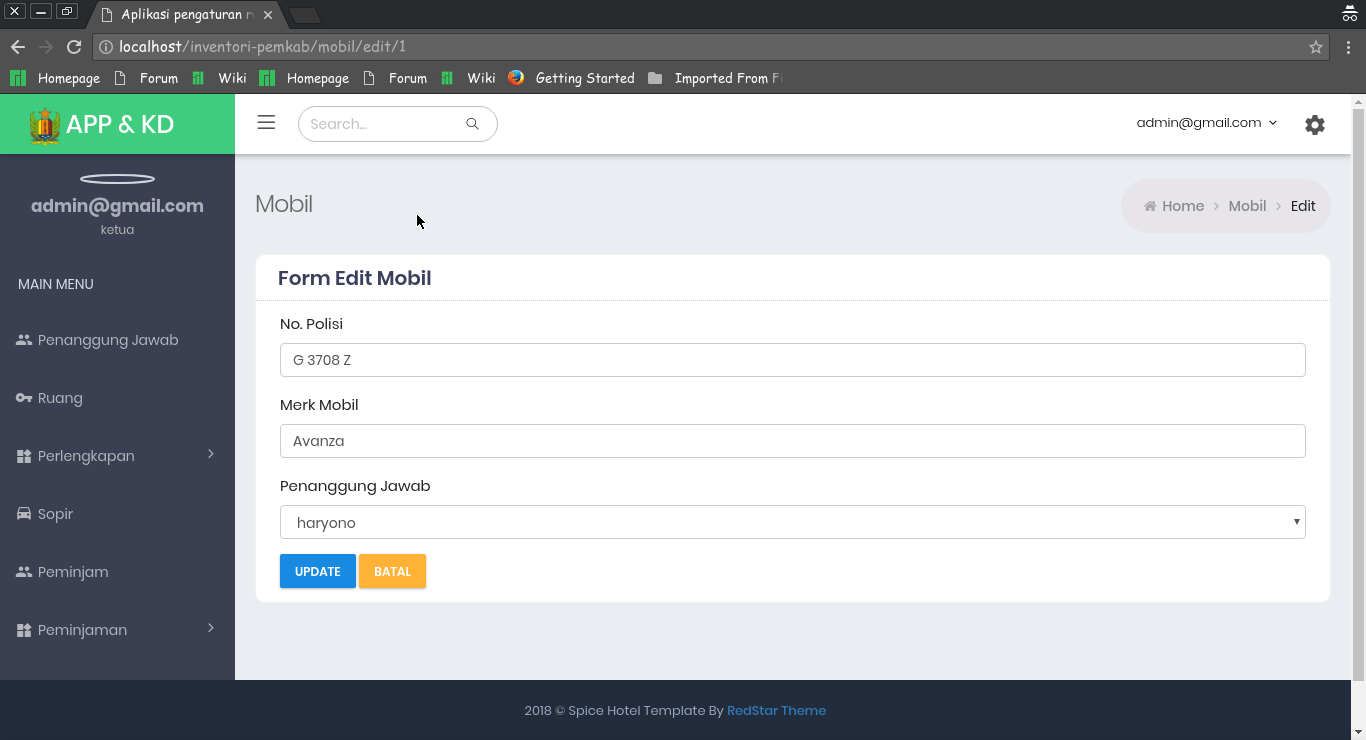 Aplikasi pengaturan r
localhost/inventori-pemkab/mobil/edit/1
Homepage Forum Wiki Homepage Forum Wiki Getting Started Imported From Fi
APP & KD
Search...
admin@gmail.com
admin@gmail.com
ketua
MAIN MENU
Penanggung Jawab
Ruang
Perlengkapan
Sopir
Peminjam
Peminjaman
Mobil
Home > Mobil > Edit
Form Edit Mobil
No. Polisi
G 3708 Z
Merk Mobil
Avanza
Penanggung Jawab
haryono
UPDATE BATAL
2018 © Spice Hotel Template By RedStar Theme